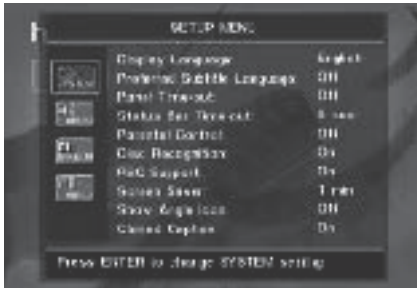 SETUP MENU
Display Language English
Preferred Subtitle Language Off
Panel Time-out Off
Status Bar Time-out 5 sec
Parental Control Off
Disc Recognition On
PBC Support On
Screen Saver 1 min
Show Angle Icon Off
Closed Caption On
Press ENTER to change SYSTEM setting